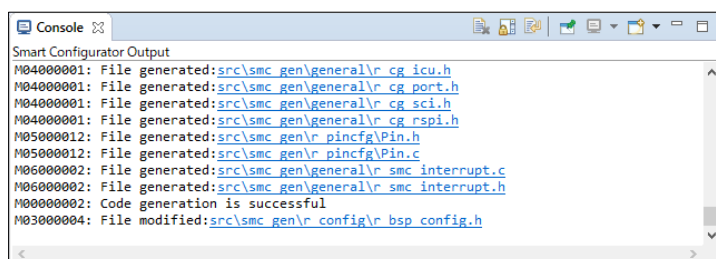 Console
Smart Configurator Output
M04000001: File generated:src\smc_gen\general\r_cg_icu.h
M04000001: File generated:src\smc_gen\general\r_cg_port.h
M04000001: File generated:src\smc_gen\general\r_cg_sci.h
M04000001: File generated:src\smc_gen\general\r_cg_rspi.h
M05000012: File generated:src\smc_gen\r_pincfg\Pin.h
M05000012: File generated:src\smc_gen\r_pincfg\Pin.c
M06000002: File generated:src\smc_gen\general\r_smc_interrupt.c
M06000002: File generated:src\smc_gen\general\r_smc_interrupt.h
M00000002: Code generation is successful
M03000004: File modified:src\smc_gen\r_config\r_bsp_config.h